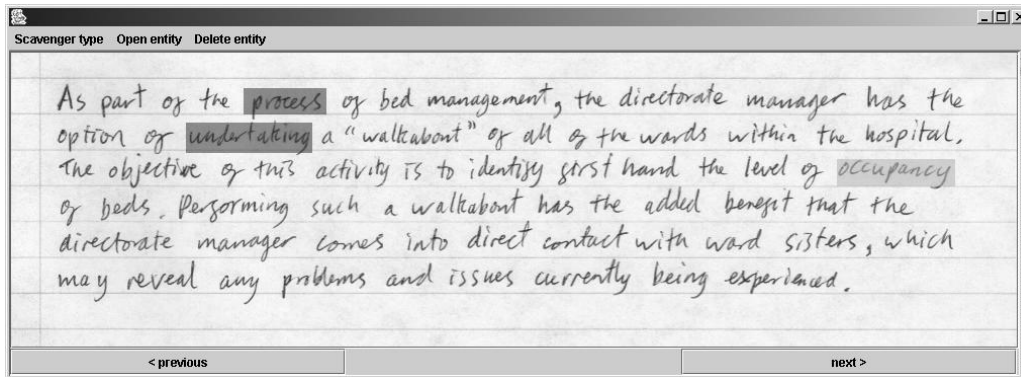 Scavenger type Open entity Delete entity
As part of the process of bed management, the directorate manager has the
option of undertaking a "walkabout" of all of the wards within the hospital.
The objective of this activity is to identify first hand the level of occupancy
of beds. Performing such a walkabout has the added benefit that the
directorate manager comes into direct contact with ward sisters, which
may reveal any problems and issues currently being experienced.
< previous next >